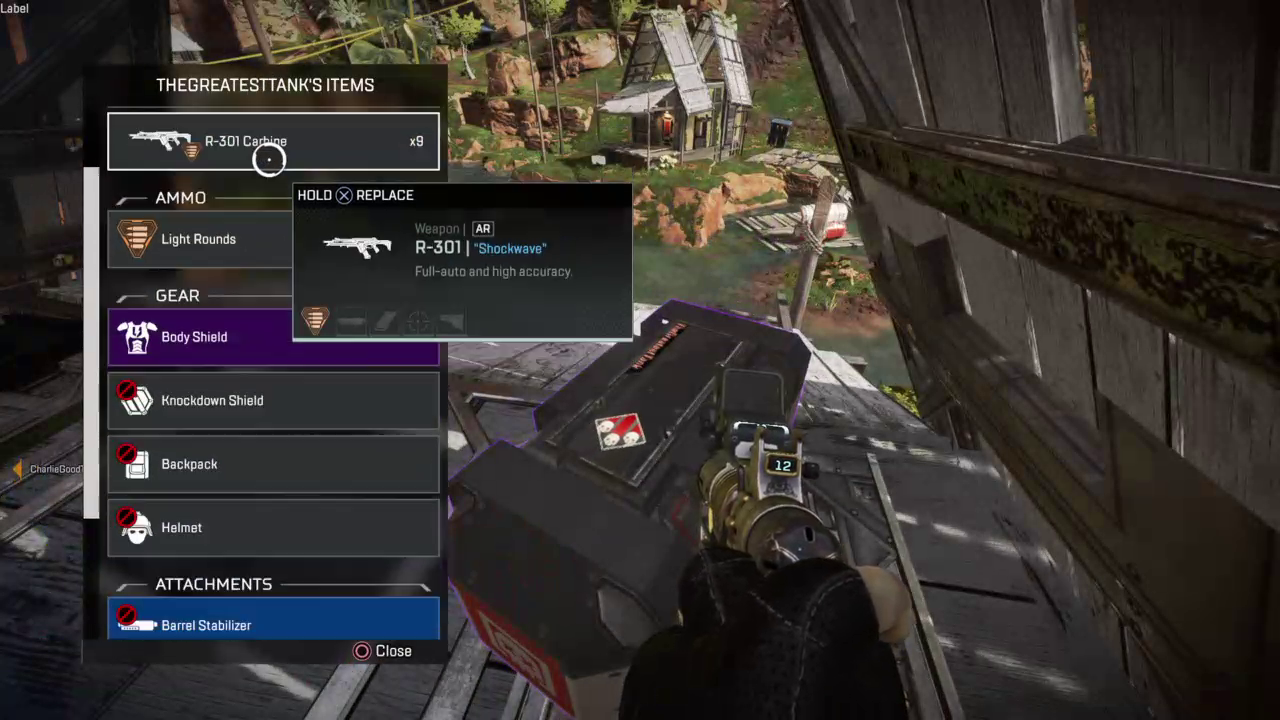 Label
THEGREATESTTANK'S ITEMS
R-301 Carbine x9
HOLD REPLACE
AMMO
Weapon | AR
R-301 | "Shockwave"
Light Rounds
Full-auto and high accuracy.
GEAR
Body Shield
Knockdown Shield
Backpack
12
CharlieGood
Helmet
ATTACHMENTS
Barrel Stabilizer
Close